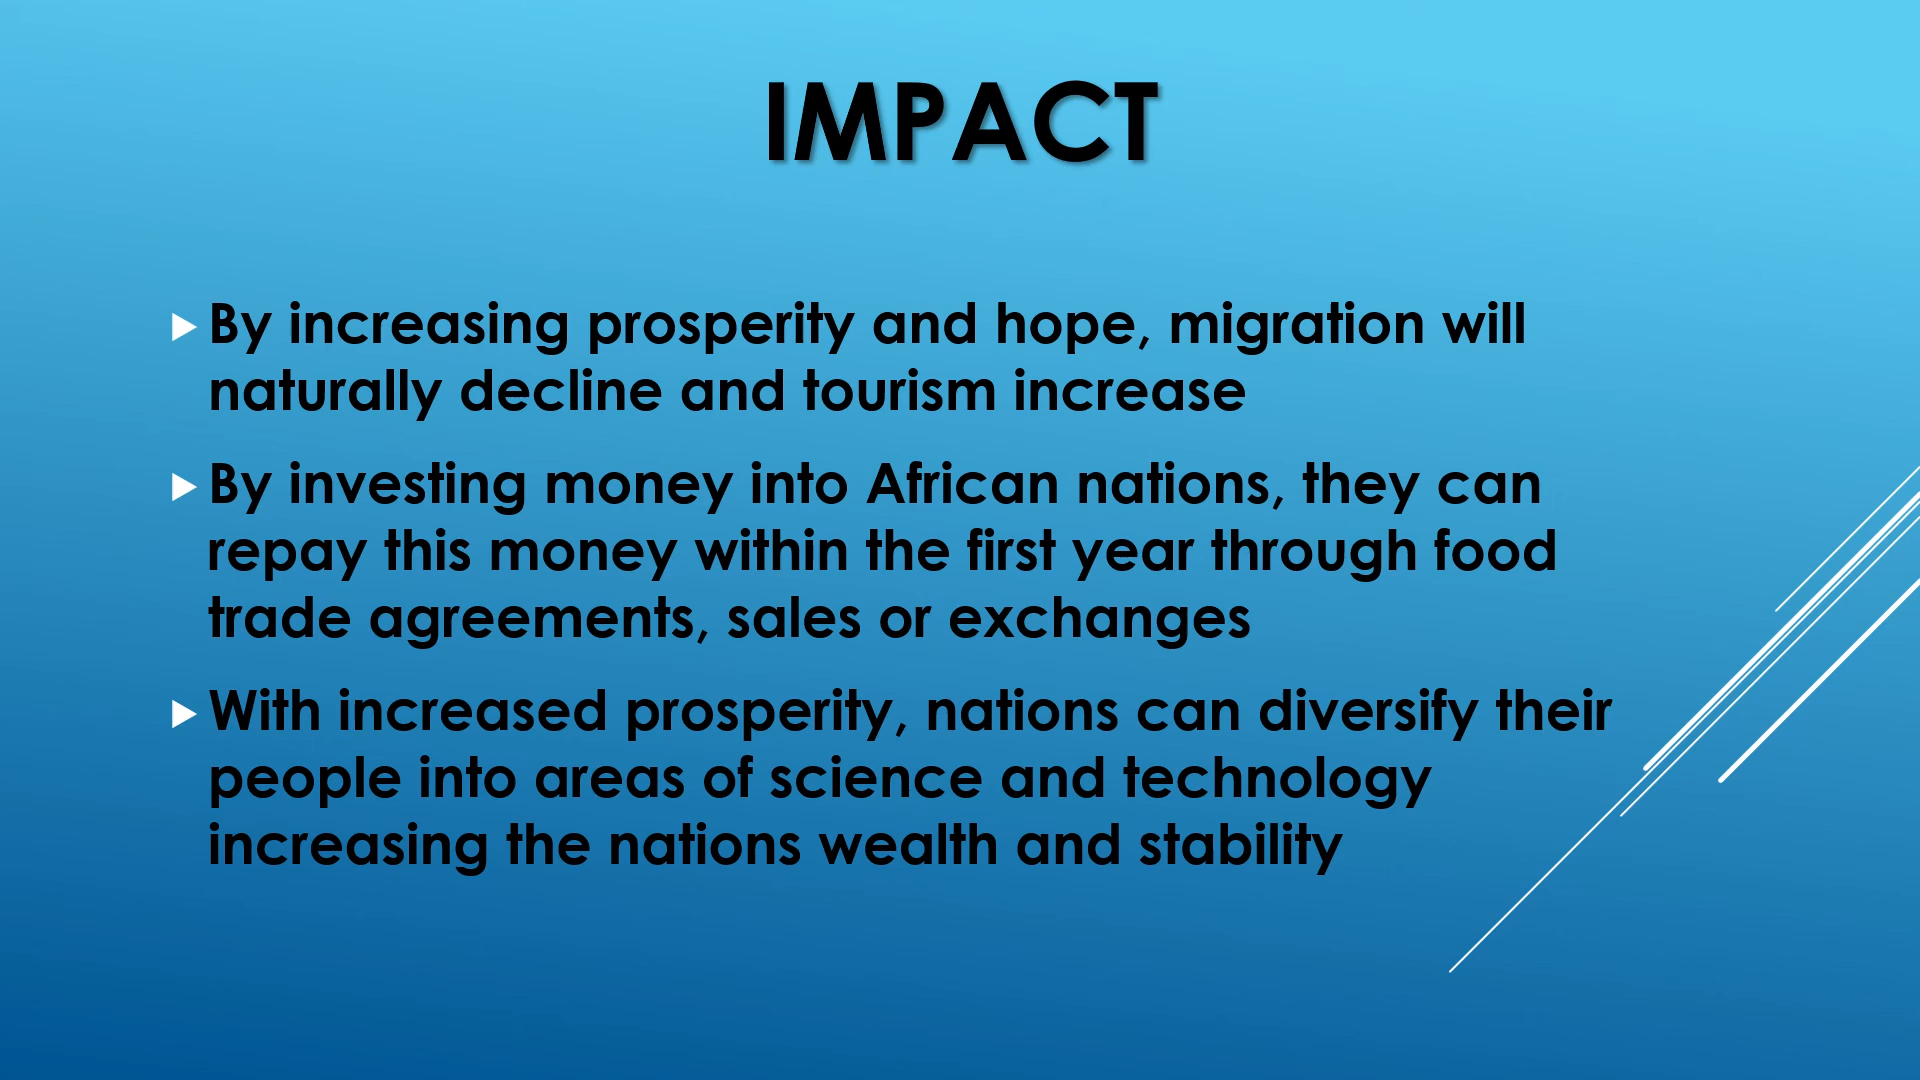 IMPACT
By increasing prosperity and hope, migration will
naturally decline and tourism increase
By investing money into African nations, they can
repay this money within the first year through food
trade agreements, sales or exchanges
With increased prosperity, nations can diversify their
people into areas of science and technology
increasing the nations wealth and stability